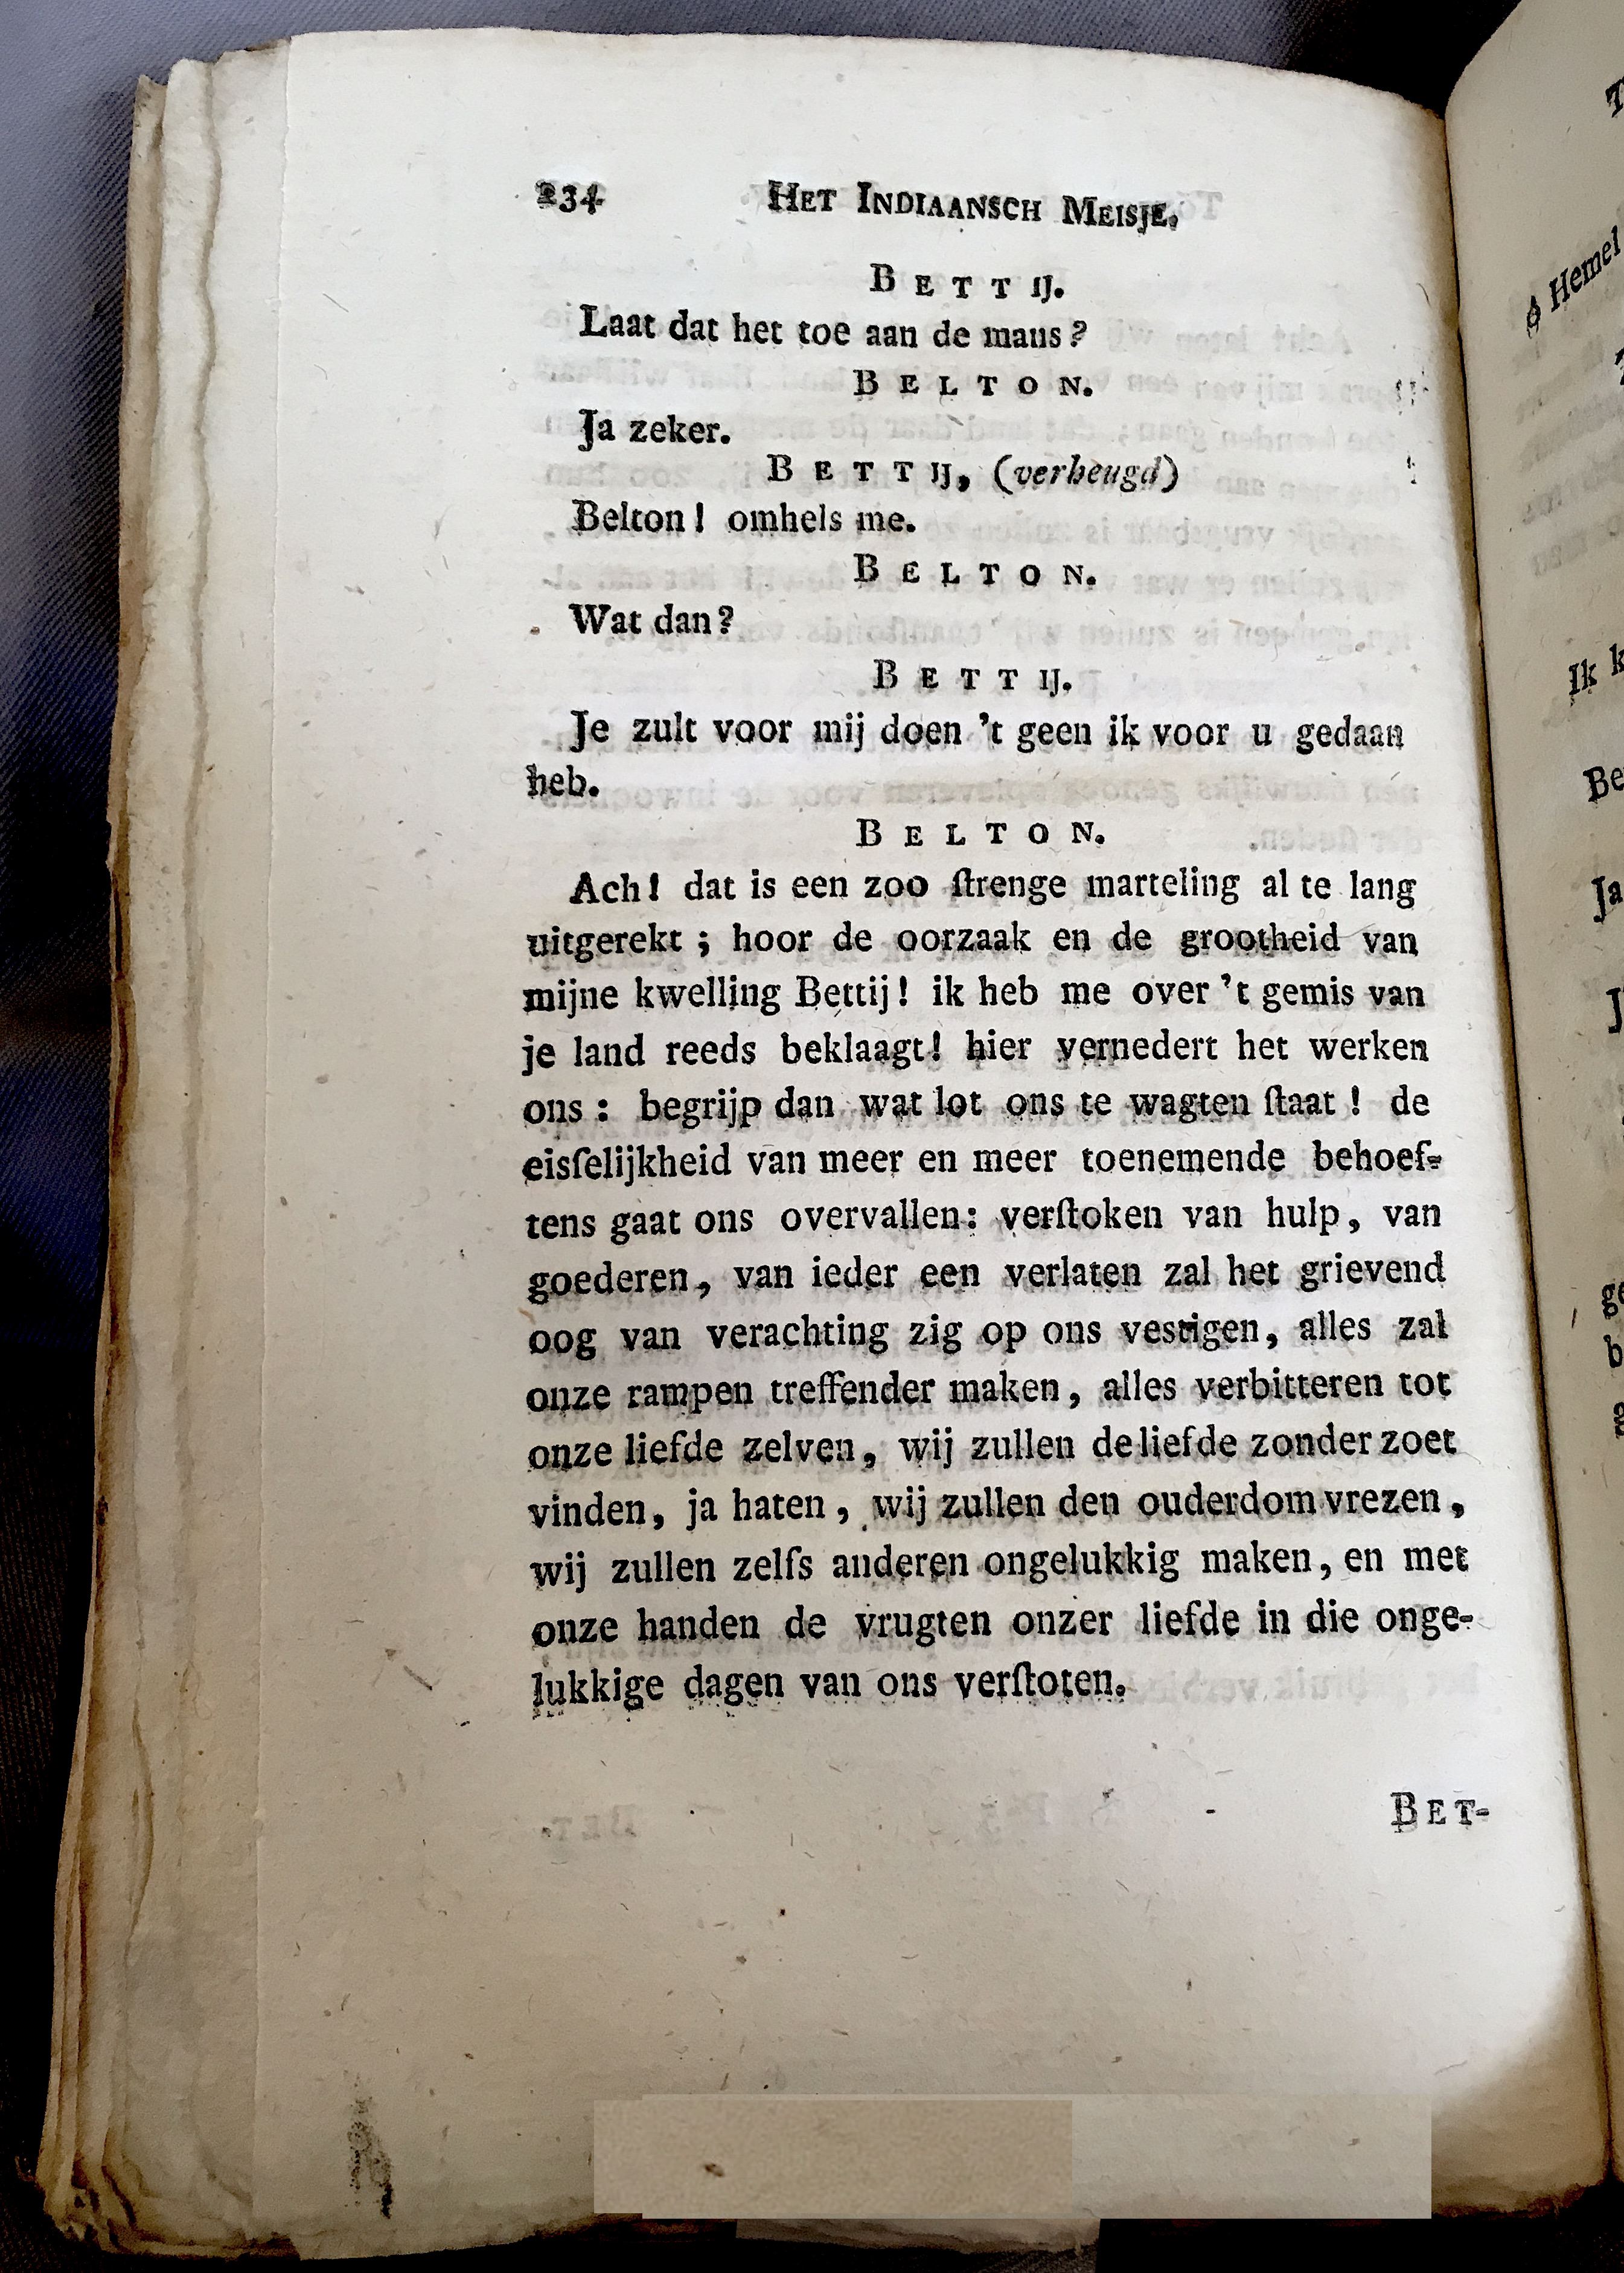 234 HET INDIAANSCH MEISJE.
BETTIJ.
Laat dat het toe aan de mans?
BELTON.
Ja zeker.
BETTIJ, (verheugd)
Belton! omhels me.
BELTON.
Wat dan?
BETTIJ.
Je zult voor mij doen 't geen ik voor u gedaan
heb.
BELTON.
Ach! dat is een zoo ſtrenge marteling al te lang
uitgerekt; hoor de oorzaak en de grootheid van
mijne kwelling Bettij! ik heb me over 't gemis van
je land reeds beklaagt! hier vernedert het werken
ons: begrijp dan wat lot ons te wagten ſtaat! de
eisſelijkheid van meer en meer toenemende behoef-
tens gaat ons overvallen: verſtoken van hulp, van
goederen, van ieder een verlaten zal het grievend
oog van verachting zig op ons vestigen, alles zal
onze rampen treffender maken, alles verbitteren tot
onze liefde zelven, wij zullen de liefde zonder zoet
vinden, ja haten, wij zullen den ouderdom vrezen,
wij zullen zelfs anderen ongelukkig maken, en met
onze handen de vrugten onzer liefde in die onge-
lukkige dagen van ons verſtoten.
BET-
ô Hemel
Ik
Ja